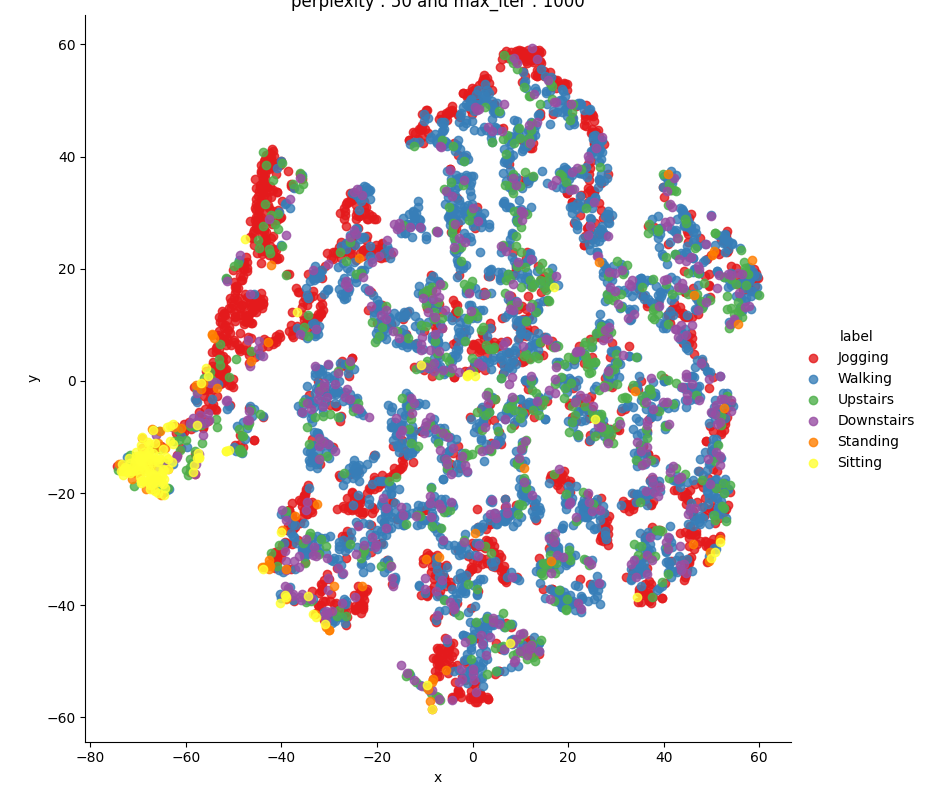 perplexity : 50 and max_iter : 1000
60
40
20
0
−20
−40
−60
y
−80
−60
−40
−20
0
20
40
60
x
label
Jogging
Walking
Upstairs
Downstairs
Standing
Sitting